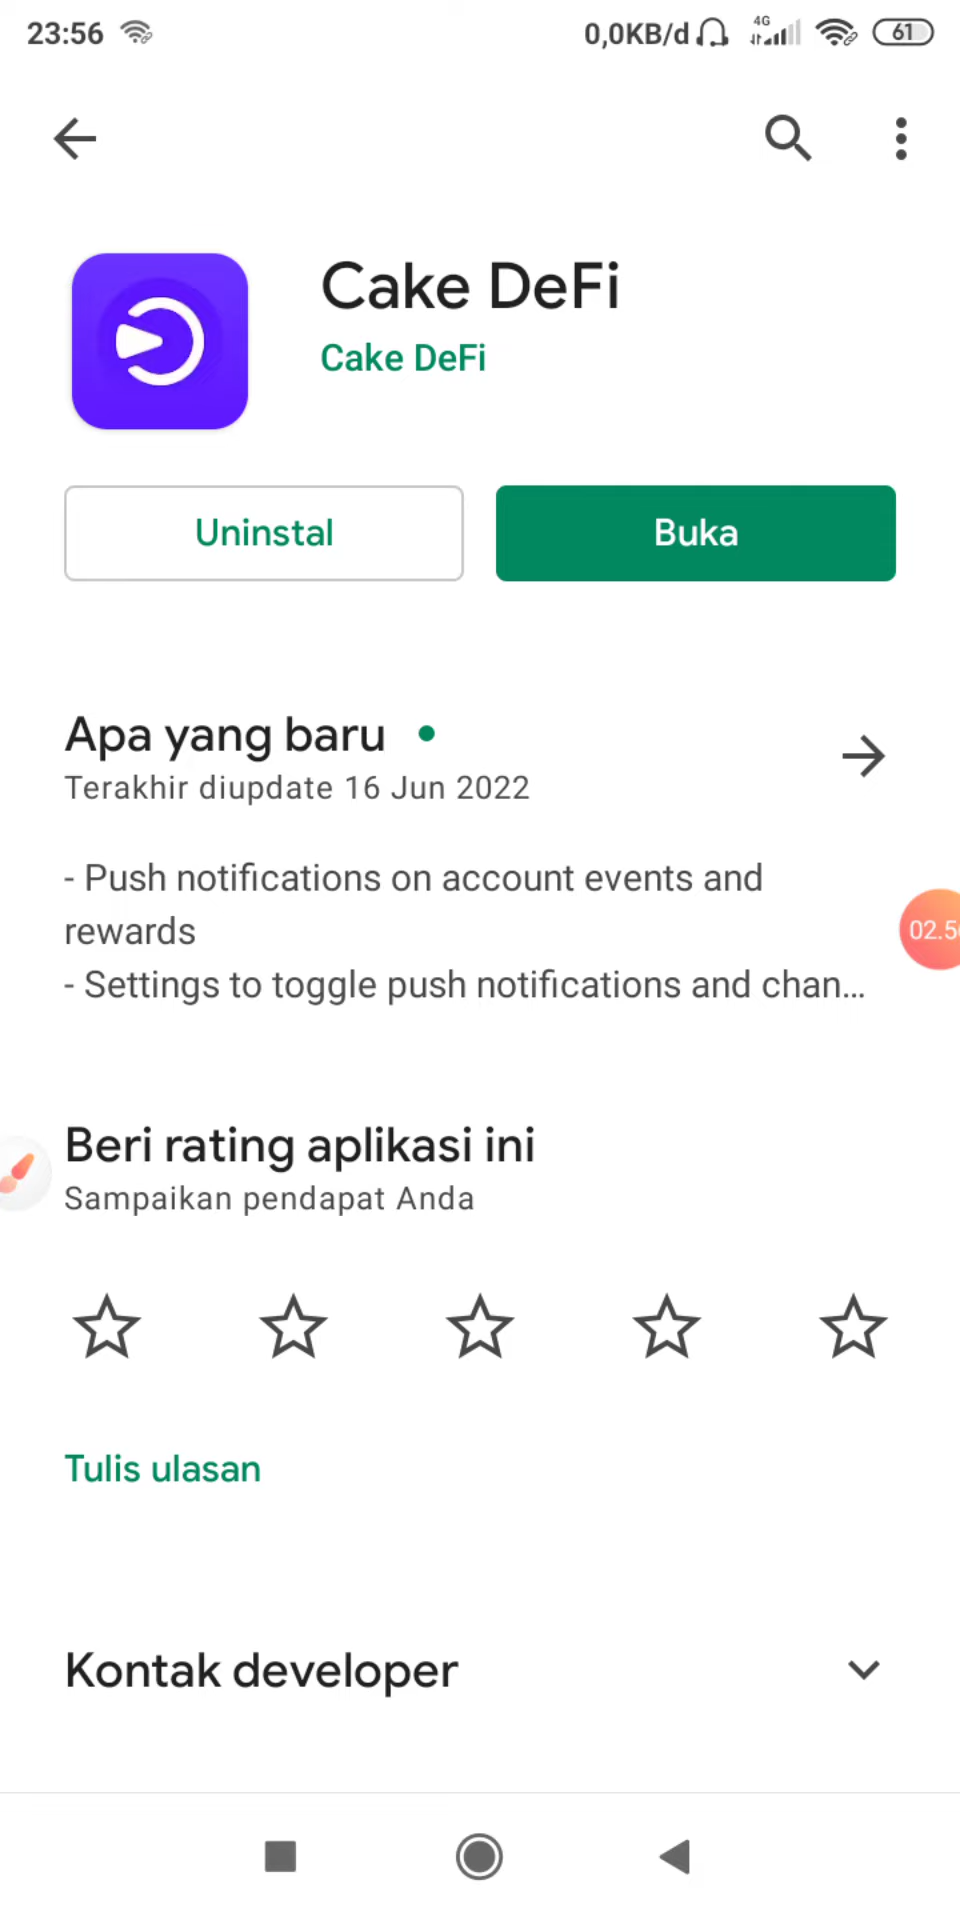 23:56 0,0KB/d 4G 61
Cake DeFi
Cake DeFi
Uninstal Buka
Apa yang baru
Terakhir diupdate 16 Jun 2022
- Push notifications on account events and
rewards
- Settings to toggle push notifications and chan...
Beri rating aplikasi ini
Sampaikan pendapat Anda
Tulis ulasan
Kontak developer